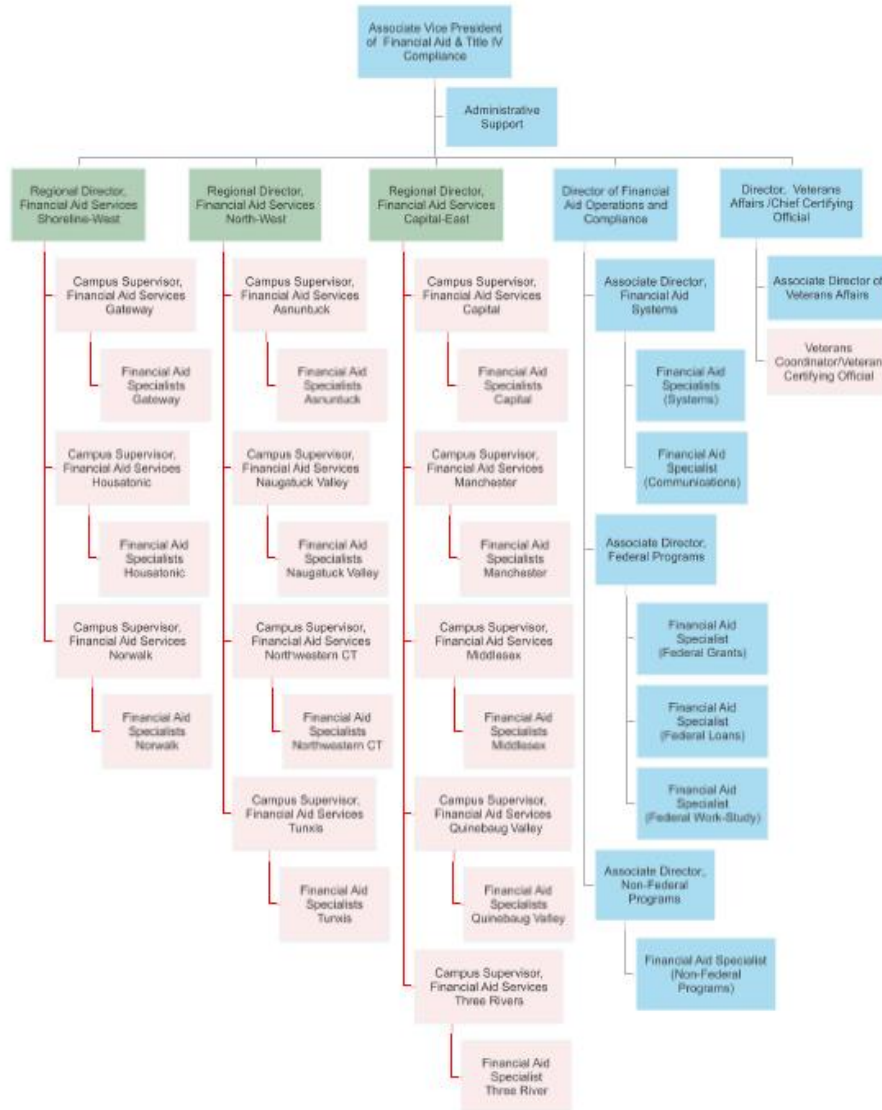 Associate Vice President
of Financial Aid & Title IV
Compliance
Administrative
Support
Regional Director,
Financial Aid Services
Shoreline-West
Regional Director,
Financial Aid Services
North-West
Regional Director,
Financial Aid Services
Capital-East
Director of Financial
Aid Operations and
Compliance
Director, Veterans
Affairs /Chief Certifying
Official
Campus Supervisor,
Financial Aid Services
Gateway
Financial Aid
Specialists
Gateway
Campus Supervisor,
Financial Aid Services
Housatonic
Financial Aid
Specialists
Housatonic
Campus Supervisor,
Financial Aid Services
Norwalk
Financial Aid
Specialists
Norwalk
Campus Supervisor,
Financial Aid Services
Asnuntuck
Financial Aid
Specialists
Asnuntuck
Campus Supervisor,
Financial Aid Services
Naugatuck Valley
Financial Aid
Specialists
Naugatuck Valley
Campus Supervisor,
Financial Aid Services
Northwestern CT
Financial Aid
Specialists
Northwestern CT
Campus Supervisor,
Financial Aid Services
Tunxis
Financial Aid
Specialists
Tunxis
Campus Supervisor,
Financial Aid Services
Capital
Financial Aid
Specialists
Capital
Campus Supervisor,
Financial Aid Services
Manchester
Financial Aid
Specialists
Manchester
Campus Supervisor,
Financial Aid Services
Middlesex
Financial Aid
Specialists
Middlesex
Campus Supervisor,
Financial Aid Services
Quinebaug Valley
Financial Aid
Specialists
Quinebaug Valley
Campus Supervisor,
Financial Aid Services
Three Rivers
Financial Aid
Specialist
Three River
Associate Director,
Financial Aid
Systems
Financial Aid
Specialists
(Systems)
Financial Aid
Specialist
(Communications)
Associate Director,
Federal Programs
Financial Aid
Specialist
(Federal Grants)
Financial Aid
Specialist
(Federal Loans)
Financial Aid
Specialist
(Federal Work-Study)
Associate Director,
Non-Federal
Programs
Financial Aid Specialist
(Non-Federal
Programs)
Associate Director of
Veterans Affairs
Veterans
Coordinator/Veteran
Certifying Official